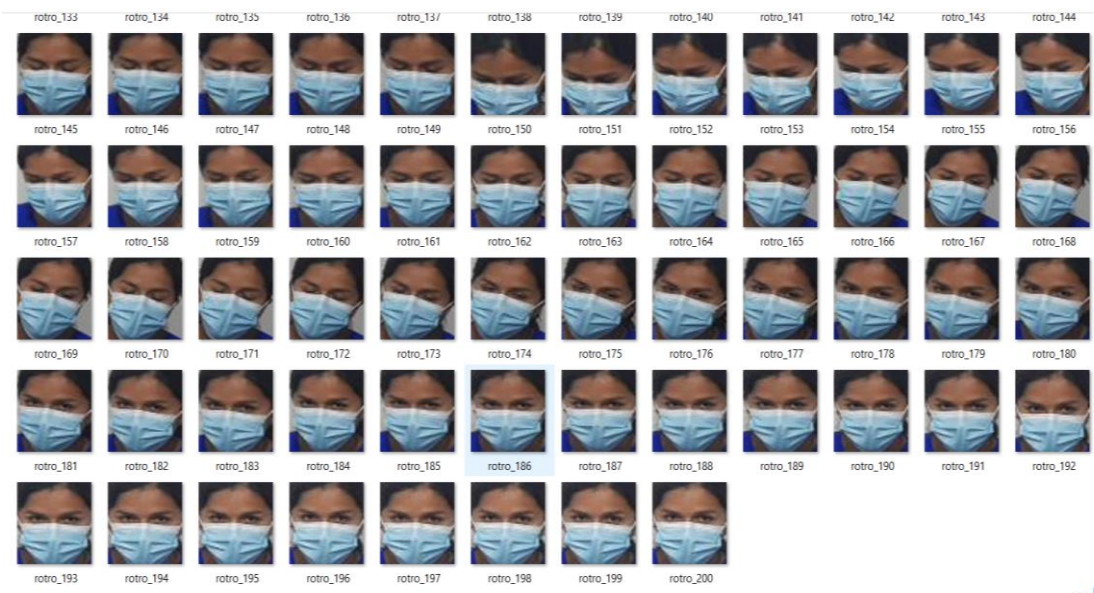 rotro_133 rotro_134 rotro_135 rotro_136 rotro_137 rotro_138 rotro_139 rotro_140 rotro_141 rotro_142 rotro_143 rotro_144
rotro_145 rotro_146 rotro_147 rotro_148 rotro_149 rotro_150 rotro_151 rotro_152 rotro_153 rotro_154 rotro_155 rotro_156
rotro_157 rotro_158 rotro_159 rotro_160 rotro_161 rotro_162 rotro_163 rotro_164 rotro_165 rotro_166 rotro_167 rotro_168
rotro_169 rotro_170 rotro_171 rotro_172 rotro_173 rotro_174 rotro_175 rotro_176 rotro_177 rotro_178 rotro_179 rotro_180
rotro_181 rotro_182 rotro_183 rotro_184 rotro_185 rotro_186 rotro_187 rotro_188 rotro_189 rotro_190 rotro_191 rotro_192
rotro_193 rotro_194 rotro_195 rotro_196 rotro_197 rotro_198 rotro_199 rotro_200